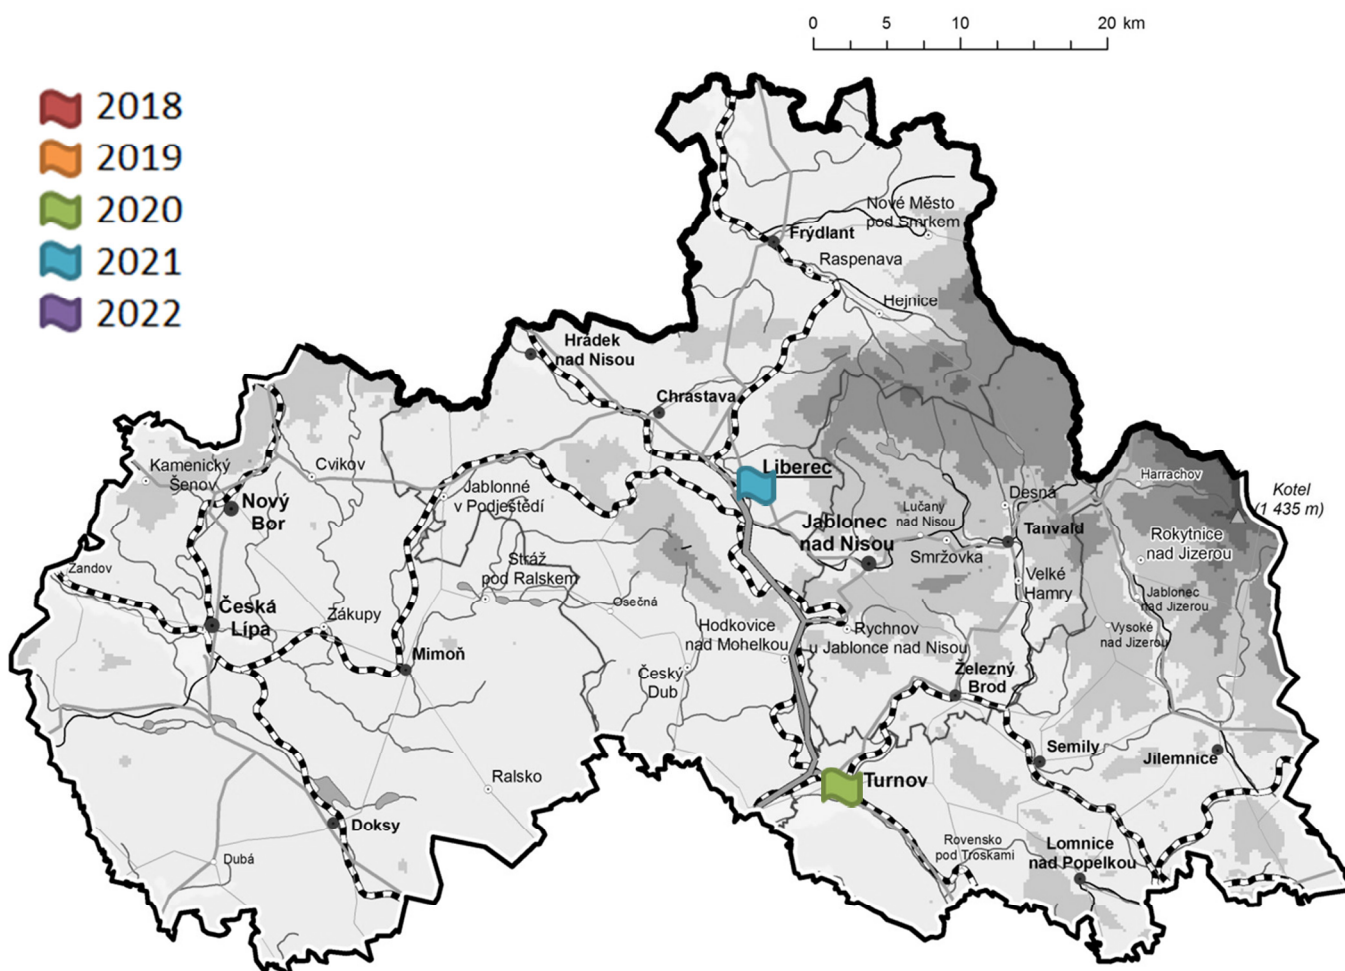 0 5 10 20 km
2018
2019
2020
2021
2022
Nové Město
pod Smrkem
Frýdlant
Raspenava
Hejnice
Hrádek
nad Nisou
Chrastava
Liberec
Kamenický
Šenov
Cvikov
Nový
Bor
Jablonné
v Podještědí
Stráž
pod Ralskem
Osečná
Jablonec
nad Nisou
Lučany
nad Nisou
Smržovka
Desná
Tanvald
Harrachov
Kotel
(1 435 m)
Rokytnice
nad Jizerou
Velké
Hamry
Jablonec
nad Jizerou
Vysoké
nad Jizerou
Žandov
Česká
Lípa
Zákupy
Mimoň
Hodkovice
nad Mohelkou
Rychnov
u Jablonce nad Nisou
Český
Dub
Železný
Brod
Semily
Jilemnice
Ralsko
Turnov
Doksy
Dubá
Rovensko
pod Troskami
Lomnice
nad Popelkou